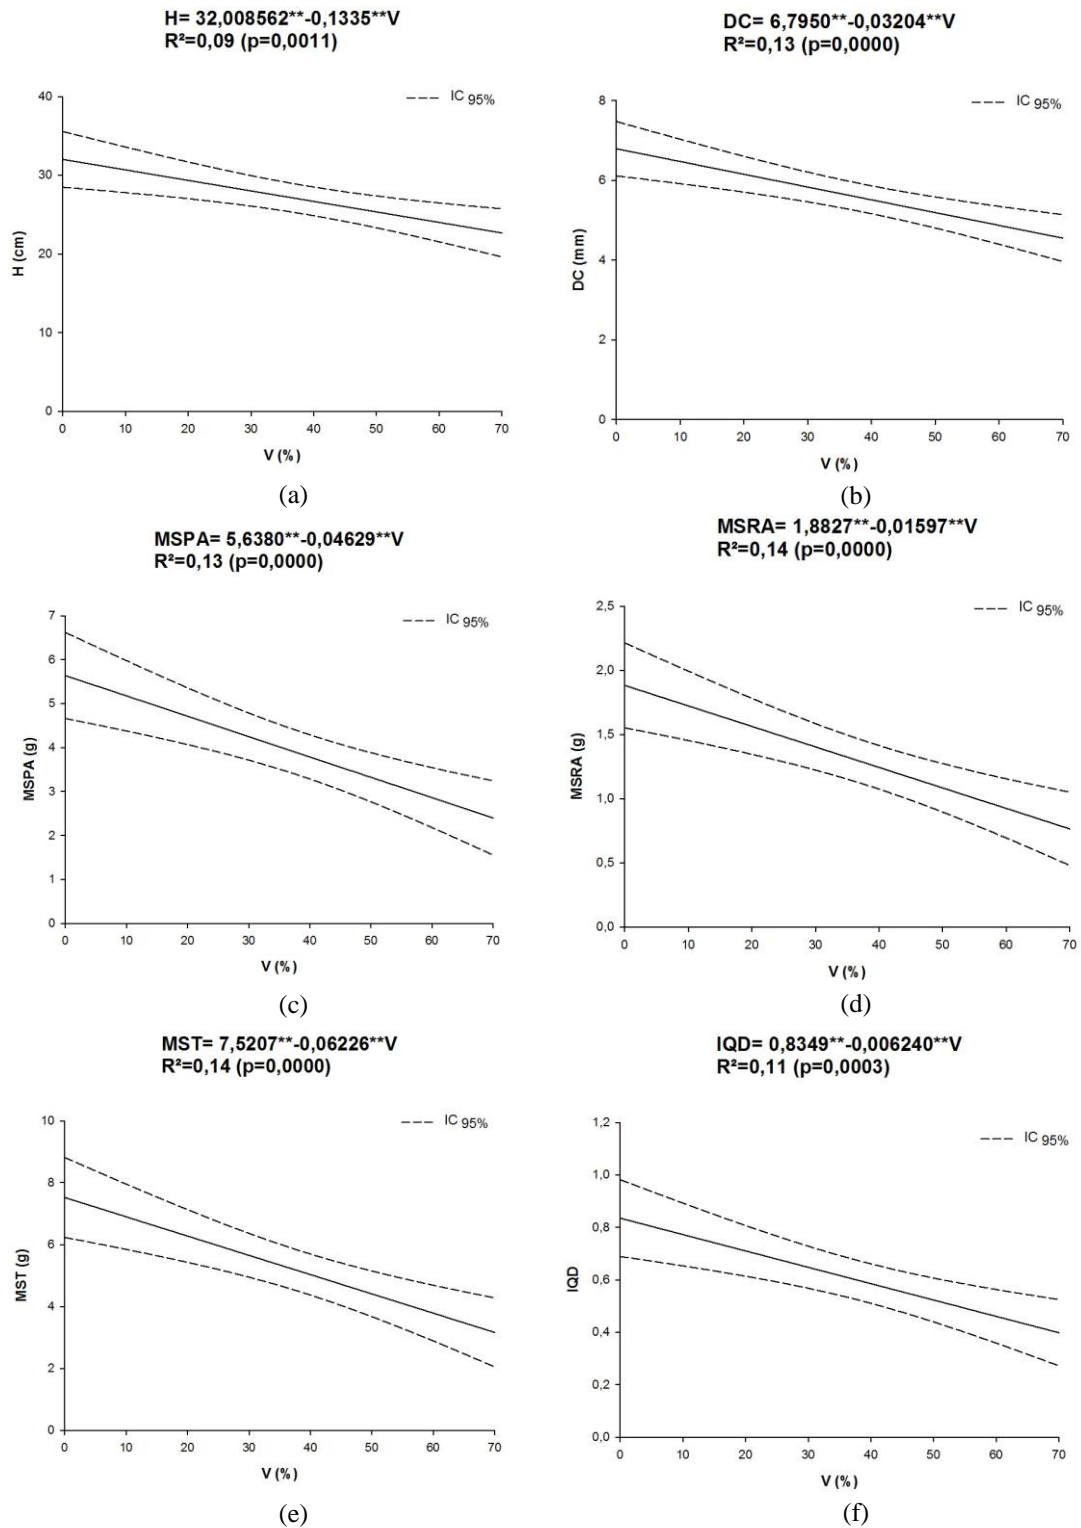 H= 32,008562**-0,1335**V
R²=0,09 (p=0,0011)
IC 95%
40
30
20
10
0
H (cm)
0 10 20 30 40 50 60 70
V (%)
(a)
DC= 6,7950**-0,03204**V
R²=0,13 (p=0,0000)
IC 95%
8
6
4
2
0
DC (mm)
0 10 20 30 40 50 60 70
V (%)
(b)
MSPA= 5,6380**-0,04629**V
R²=0,13 (p=0,0000)
IC 95%
7
6
5
4
3
2
1
0
MSPA (g)
0 10 20 30 40 50 60 70
V (%)
(c)
MSRA= 1,8827**-0,01597**V
R²=0,14 (p=0,0000)
IC 95%
2,5
2,0
1,5
1,0
0,5
0,0
MSRA (g)
0 10 20 30 40 50 60 70
V (%)
(d)
MST= 7,5207**-0,06226**V
R²=0,14 (p=0,0000)
IC 95%
10
8
6
4
2
0
MST (g)
0 10 20 30 40 50 60 70
V (%)
(e)
IQD= 0,8349**-0,006240**V
R²=0,11 (p=0,0003)
IC 95%
1,2
1,0
0,8
0,6
0,4
0,2
0,0
IQD
0 10 20 30 40 50 60 70
V (%)
(f)